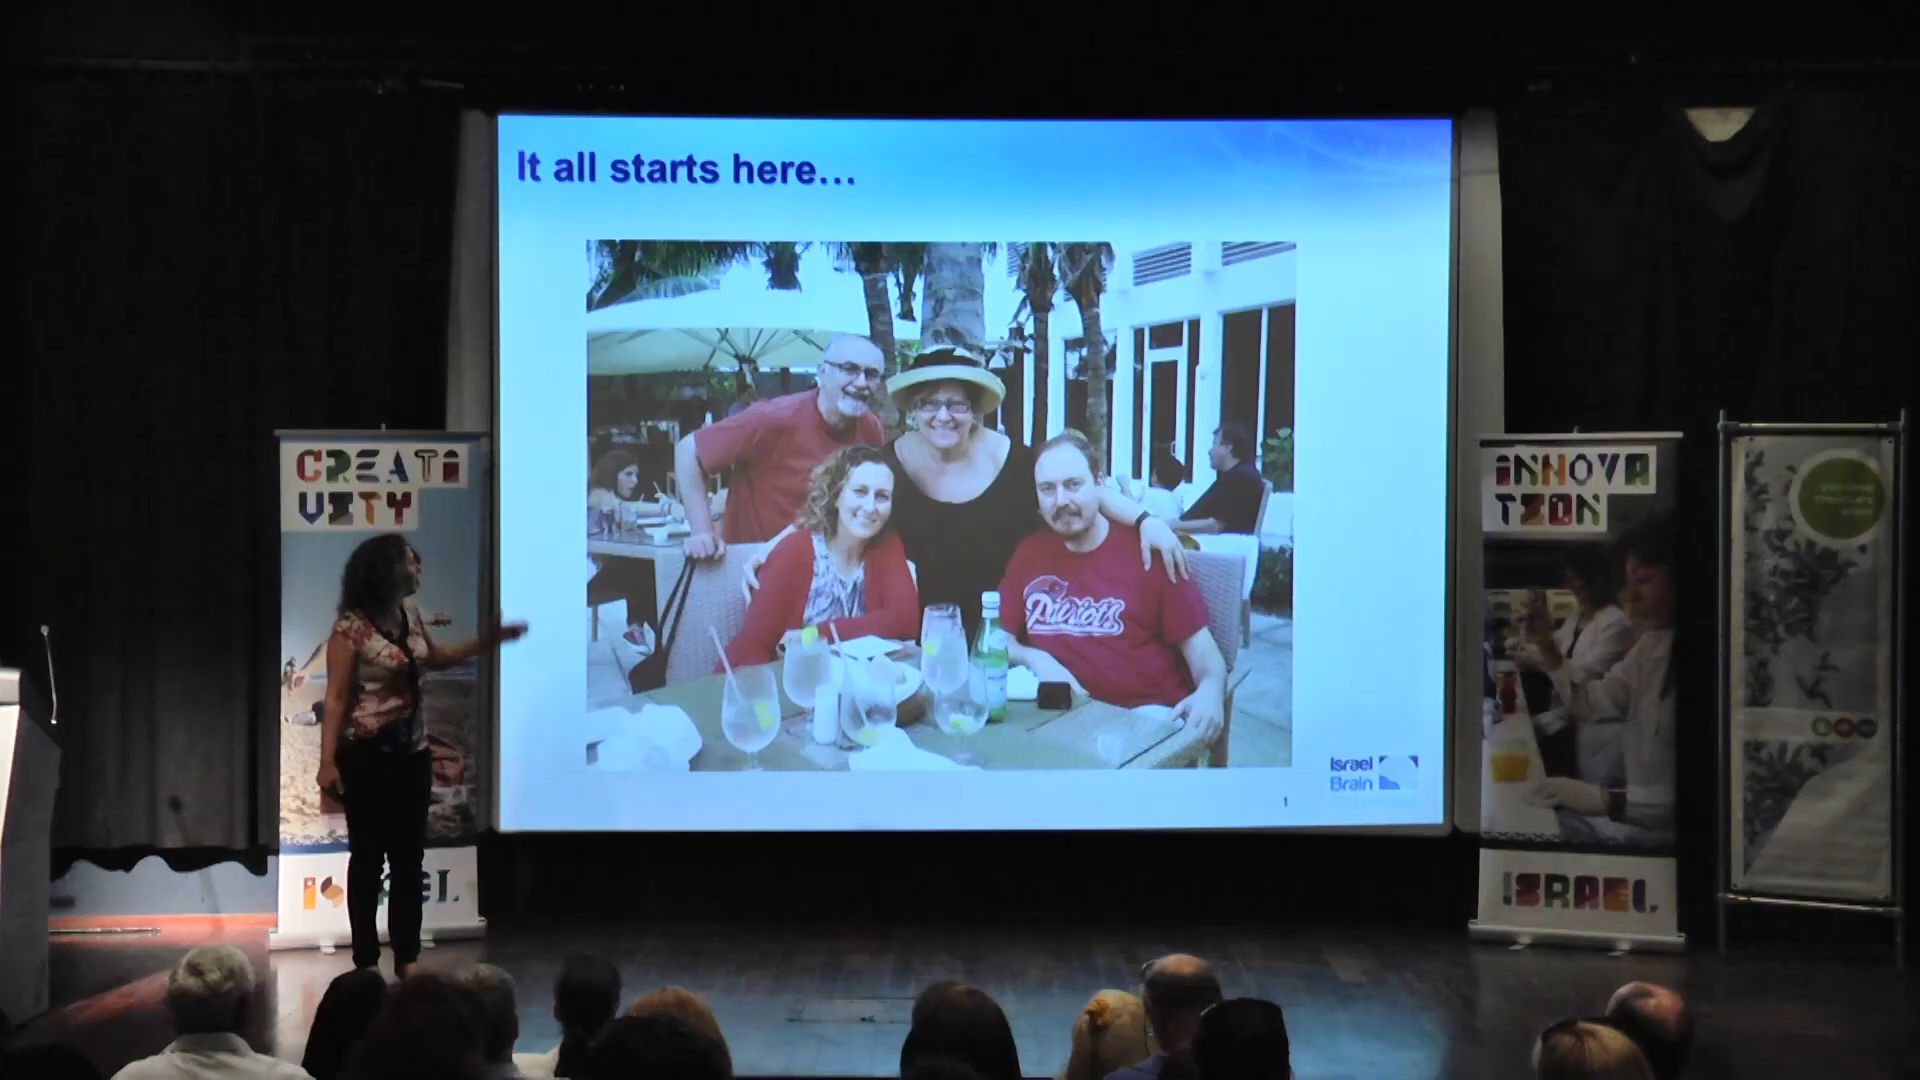 It all starts here...
CREATi
VITY
iNNOVA
TION
Patriots
Israel
Brain
1
ISRAEL
ISRAEL